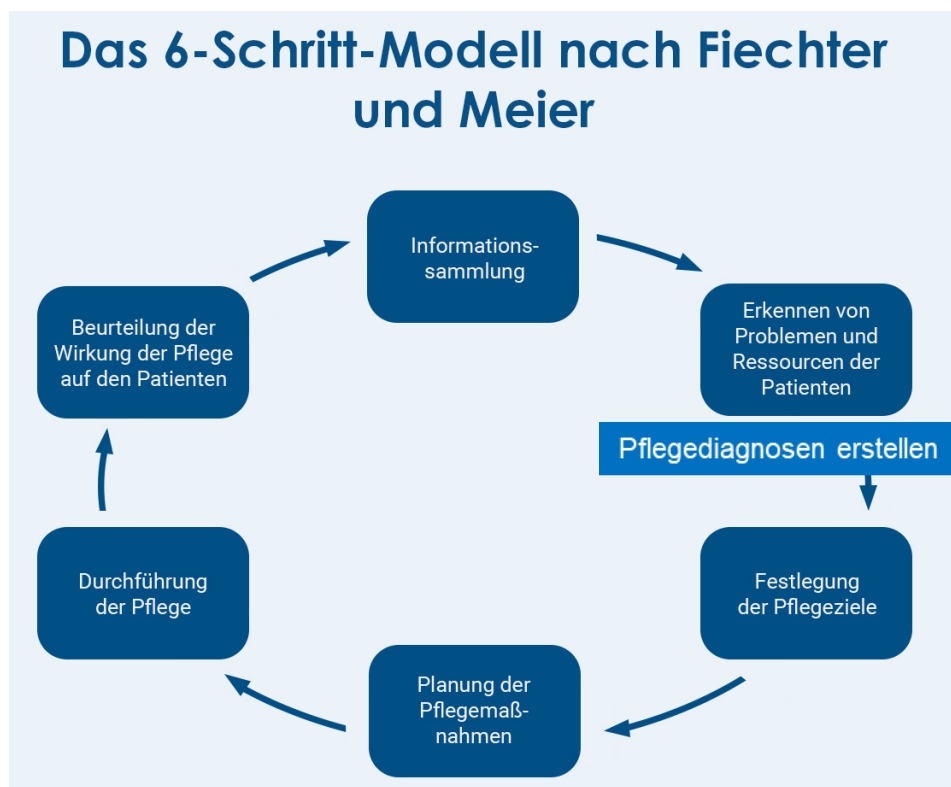 Das 6-Schritt-Modell nach Fiechter
und Meier
Informations-
sammlung
Erkennen von
Problemen und
Ressourcen der
Patienten
Pflegediagnosen erstellen
Festlegung
der Pflegeziele
Planung der
Pflegemaß-
nahmen
Durchführung
der Pflege
Beurteilung der
Wirkung der Pflege
auf den Patienten